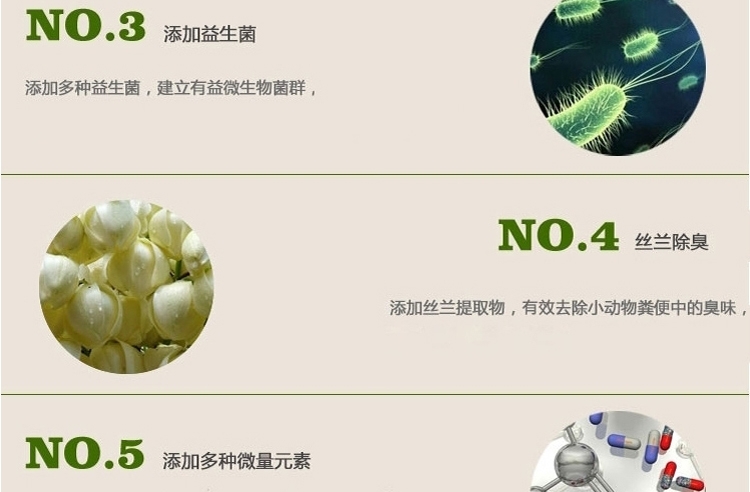 NO.3 添加益生菌
添加多种益生菌，建立有益微生物菌群，
NO.4 丝兰除臭
添加丝兰提取物，有效去除小动物粪便中的臭味，
NO.5 添加多种微量元素